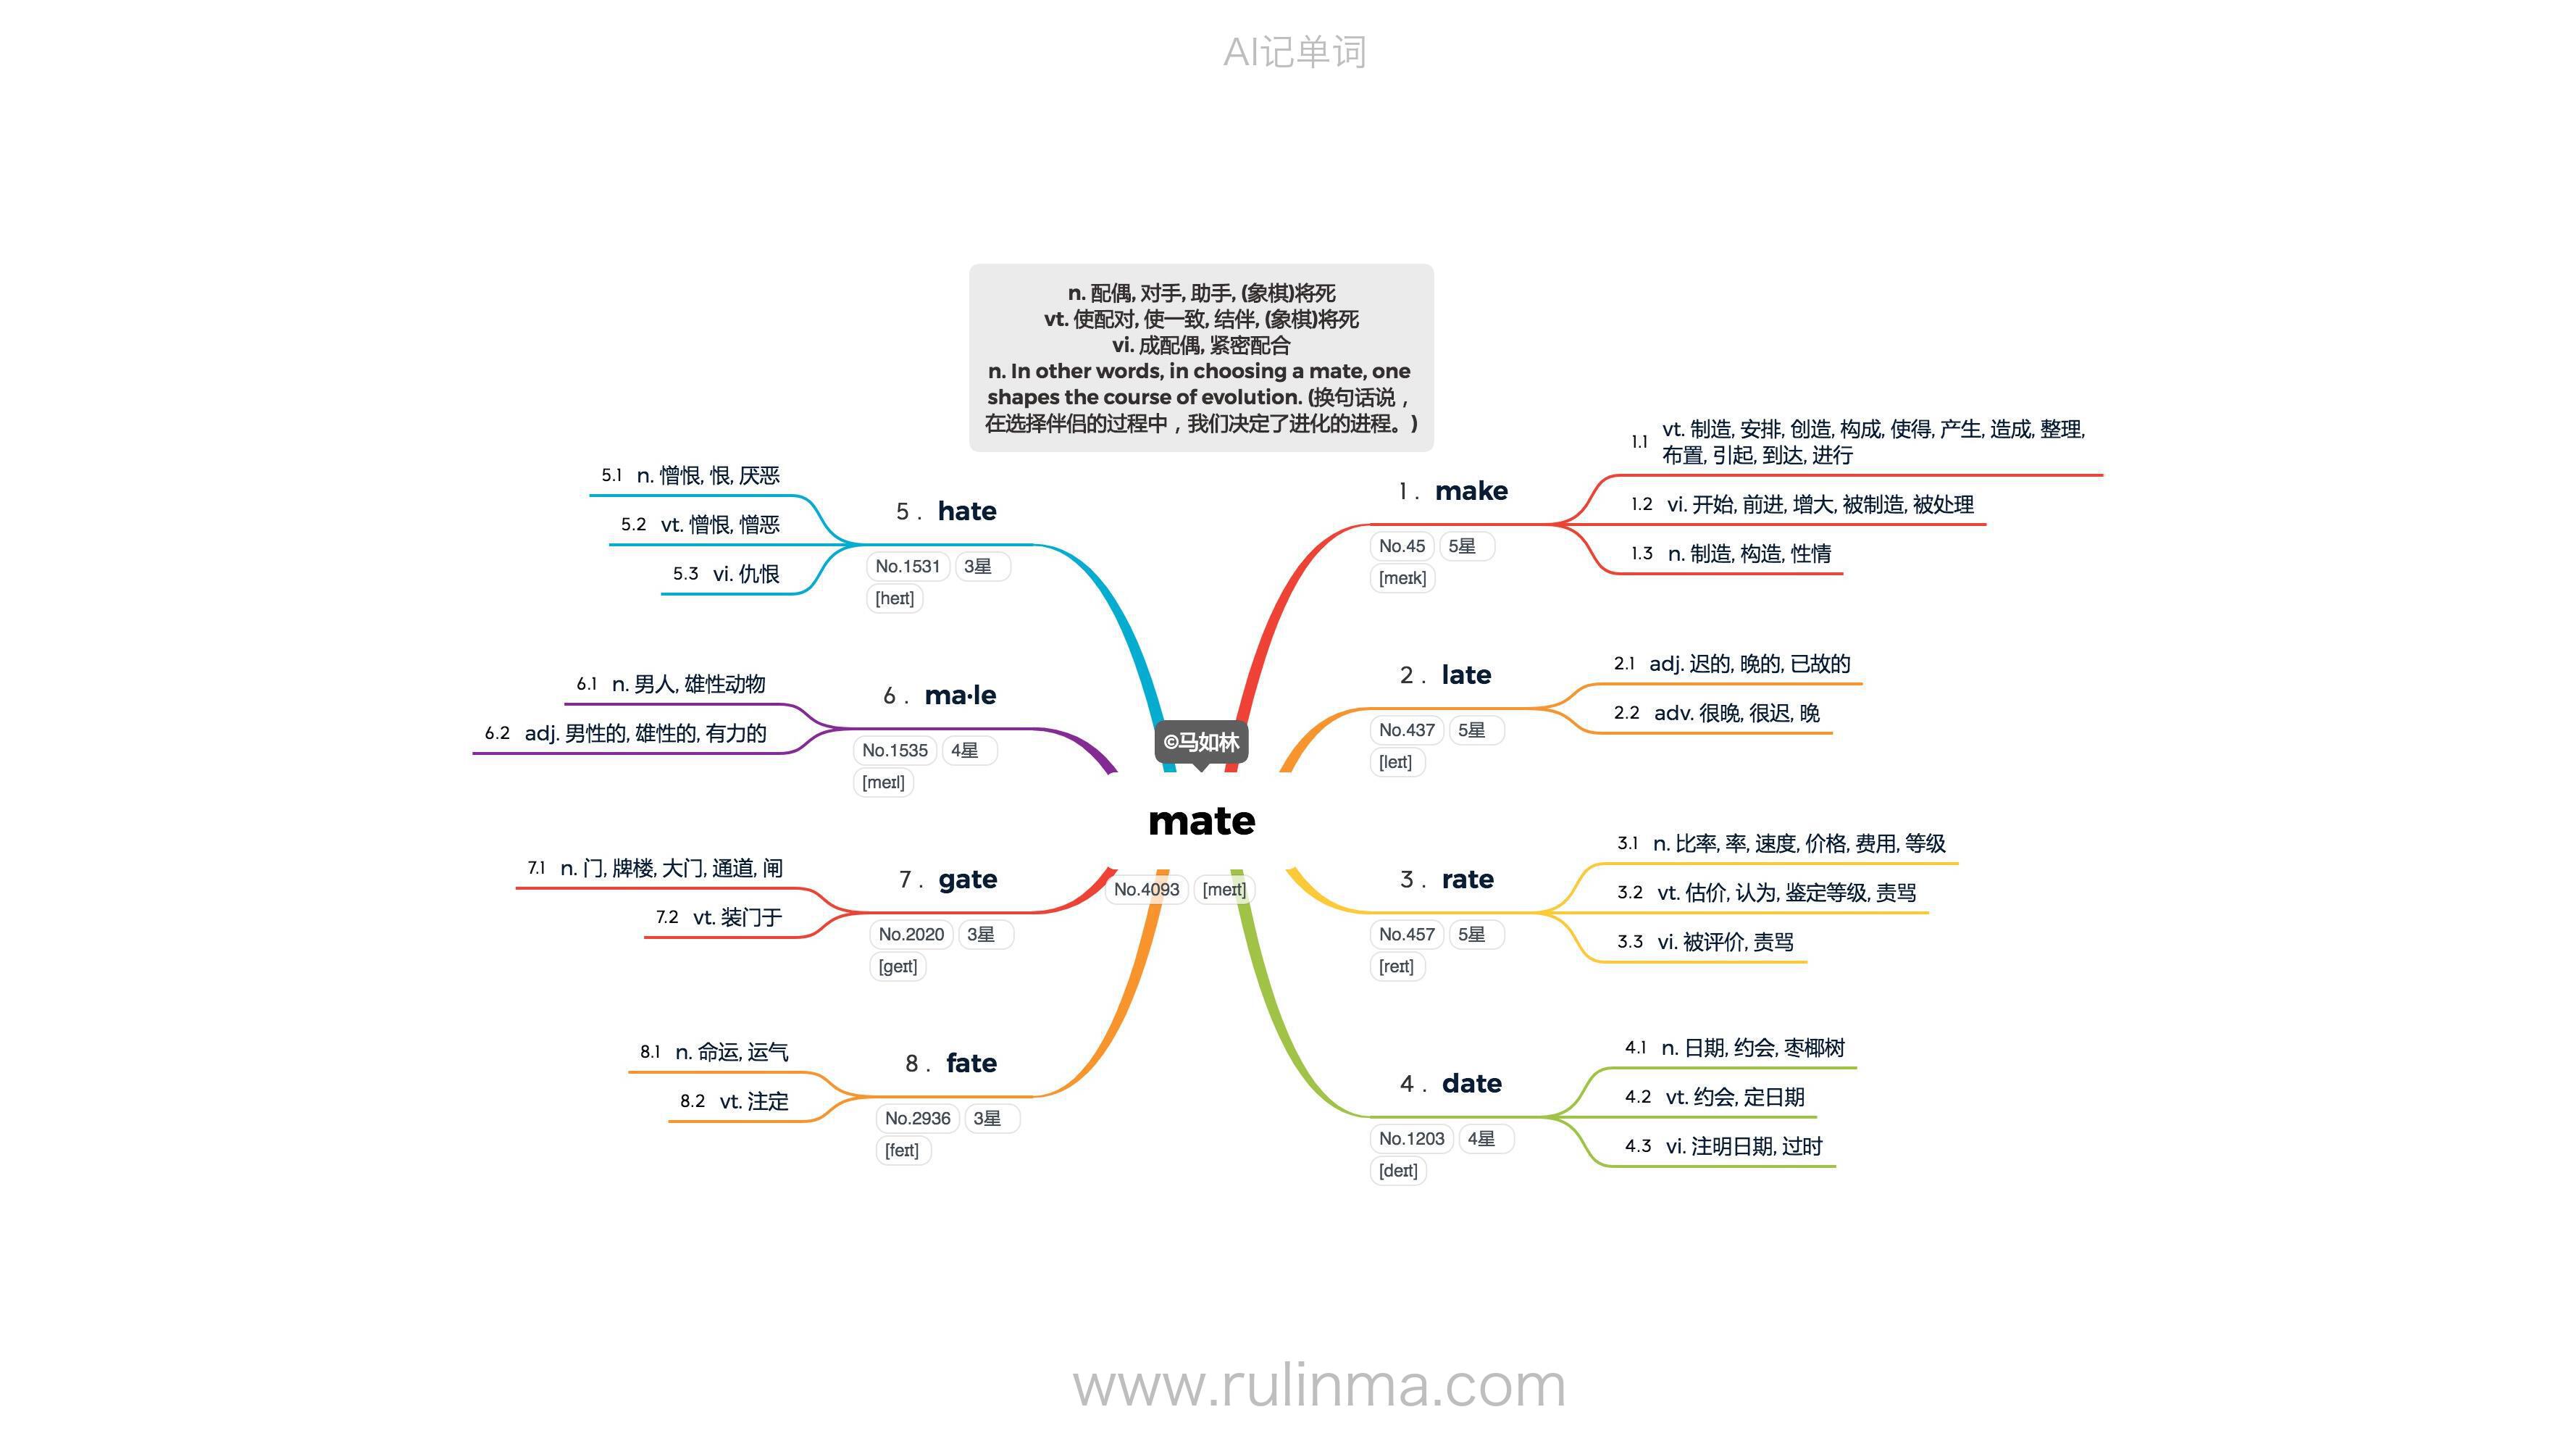 AI记单词
n. 配偶, 对手, 助手, (象棋)将死
vt. 使配对, 使一致, 结伴, (象棋)将死
vi. 成配偶, 紧密配合
n. In other words, in choosing a mate, one
shapes the course of evolution. (换句话说，
在选择伴侣的过程中，我们决定了进化的进程。)
©马如林
mate
No.4093 [meɪt]
1. make
No.45 5星
[meɪk]
1.1 vt. 制造, 安排, 创造, 构成, 使得, 产生, 造成, 整理,
布置, 引起, 到达, 进行
1.2 vi. 开始, 前进, 增大, 被制造, 被处理
1.3 n. 制造, 构造, 性情
2. late
No.437 5星
[leɪt]
2.1 adj. 迟的, 晚的, 已故的
2.2 adv. 很晚, 很迟, 晚
3. rate
No.457 5星
[reɪt]
3.1 n. 比率, 率, 速度, 价格, 费用, 等级
3.2 vt. 估价, 认为, 鉴定等级, 责骂
3.3 vi. 被评价, 责骂
4. date
No.1203 4星
[deɪt]
4.1 n. 日期, 约会, 枣椰树
4.2 vt. 约会, 定日期
4.3 vi. 注明日期, 过时
5. hate
No.1531 3星
[heɪt]
5.1 n. 憎恨, 恨, 厌恶
5.2 vt. 憎恨, 憎恶
5.3 vi. 仇恨
6. ma·le
No.1535 4星
[meɪl]
6.1 n. 男人, 雄性动物
6.2 adj. 男性的, 雄性的, 有力的
7. gate
No.2020 3星
[geɪt]
7.1 n. 门, 牌楼, 大门, 通道, 闸
7.2 vt. 装门于
8. fate
No.2936 3星
[feɪt]
8.1 n. 命运, 运气
8.2 vt. 注定
www.rulinma.com